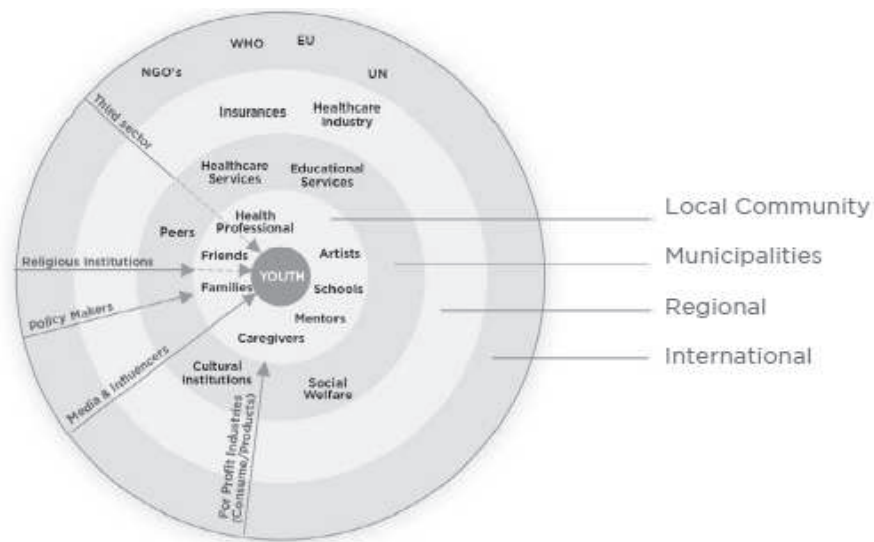 WHO
EU
NGO's
UN
Third sector
Insurances
Healthcare
Industry
Healthcare
Services
Educational
Services
Health
Professional
Peers
Friends
Artists
Religious Institutions
YOUTH
Families
Schools
Policy Makers
Mentors
Caregivers
Media & Influencers
Cultural
Institutions
Social
Welfare
For Profit Industries
(Consume/Products)
Local Community
Municipalities
Regional
International